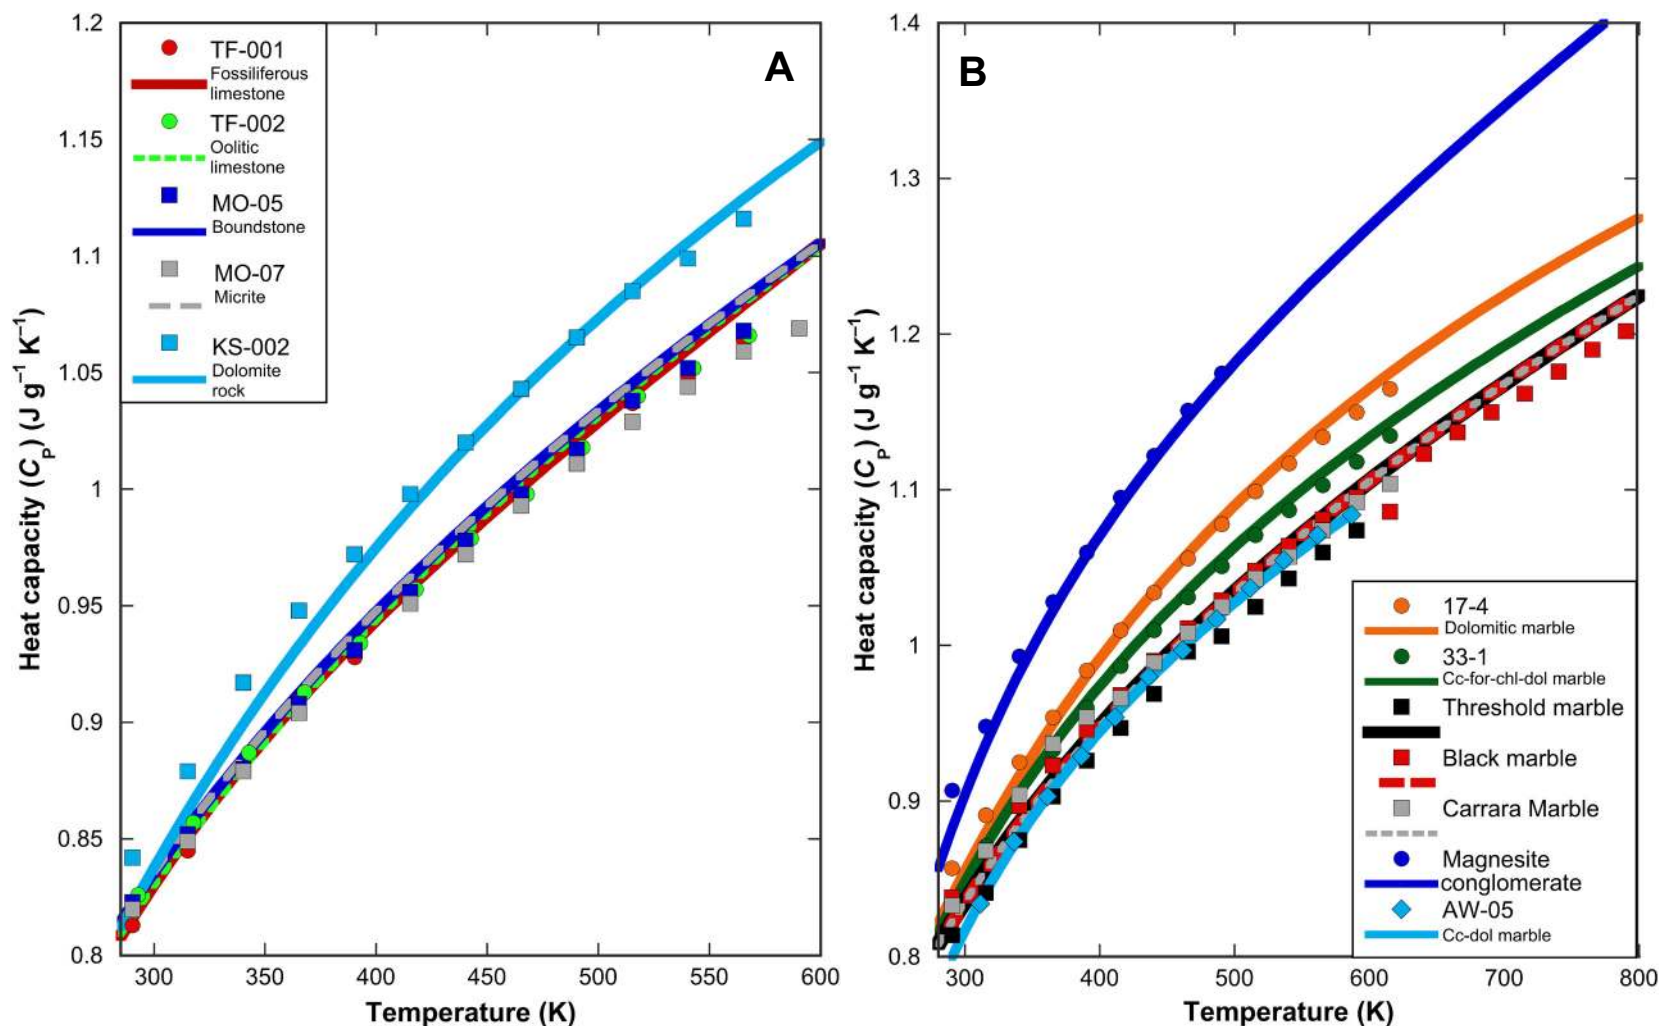 A
1.2
1.15
1.1
1.05
1
0.95
0.9
0.85
0.8
Heat capacity (C_P) (J g⁻¹ K⁻¹)
300
350
400
450
500
550
600
Temperature (K)
TF-001
Fossiliferous
limestone
TF-002
Oolitic
limestone
MO-05
Boundstone
MO-07
Micrite
KS-002
Dolomite
rock
B
1.4
1.3
1.2
1.1
1
0.9
0.8
Heat capacity (C_P) (J g⁻¹ K⁻¹)
300
400
500
600
700
800
Temperature (K)
17-4
Dolomitic marble
33-1
Cc-for-chl-dol marble
Threshold marble
Black marble
Carrara Marble
Magnesite
conglomerate
AW-05
Cc-dol marble